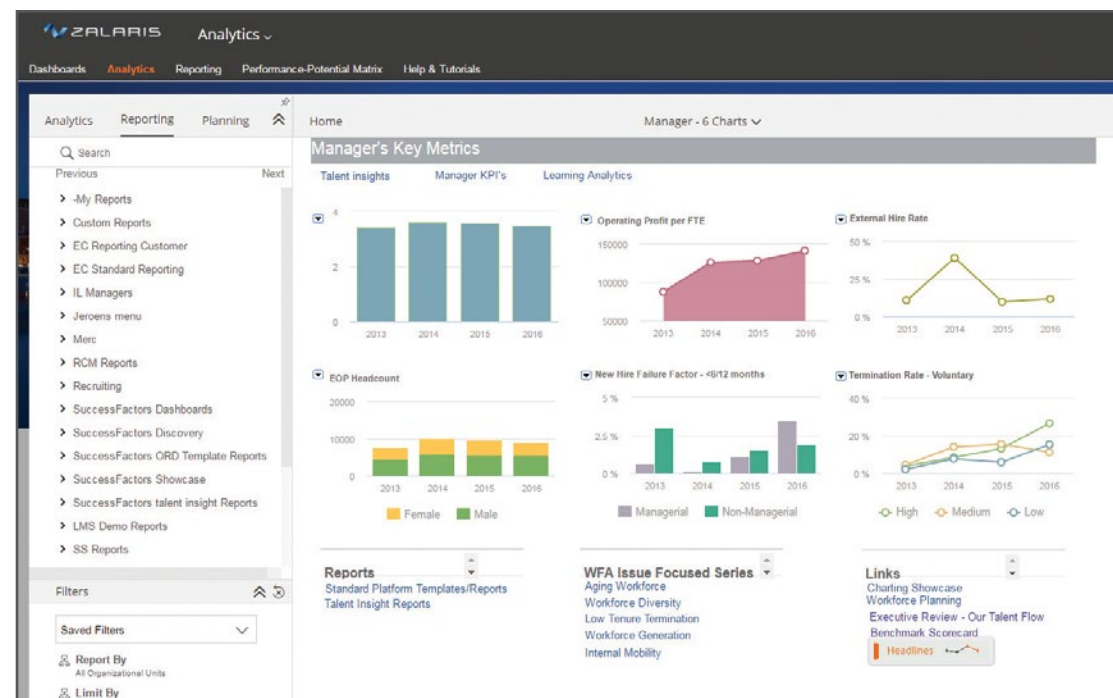 ZALARIS
Analytics
Dashboards Analytics Reporting Performance-Potential Matrix Help & Tutorials
Analytics Reporting Planning
Home
Manager - 6 Charts
Search
Previous Next
-My Reports
Custom Reports
EC Reporting Customer
EC Standard Reporting
IL Managers
Jeroens menu
Merc
RCM Reports
Recruiting
SuccessFactors Dashboards
SuccessFactors Discovery
SuccessFactors ORD Template Reports
SuccessFactors Showcase
SuccessFactors talent insight Reports
LMS Demo Reports
SS Reports
Filters
Saved Filters
Report By
All Organizational Units
Limit By
Manager's Key Metrics
Talent insights Manager KPI's Learning Analytics
4
2
0
2013 2014 2015 2016
Operating Profit per FTE
150000
100000
50000
2013 2014 2015 2016
External Hire Rate
50 %
25 %
0 %
2013 2014 2015 2016
EOP Headcount
20000
10000
0
2013 2014 2015 2016
Female Male
New Hire Failure Factor - <6/12 months
5 %
2.5 %
0 %
2013 2014 2015 2016
Managerial Non-Managerial
Termination Rate - Voluntary
40 %
20 %
0 %
2013 2014 2015 2016
High Medium Low
Reports
Standard Platform Templates/Reports
Talent Insight Reports
WFA Issue Focused Series
Aging Workforce
Workforce Diversity
Low Tenure Termination
Workforce Generation
Internal Mobility
Links
Charting Showcase
Workforce Planning
Executive Review - Our Talent Flow
Benchmark Scorecard
Headlines